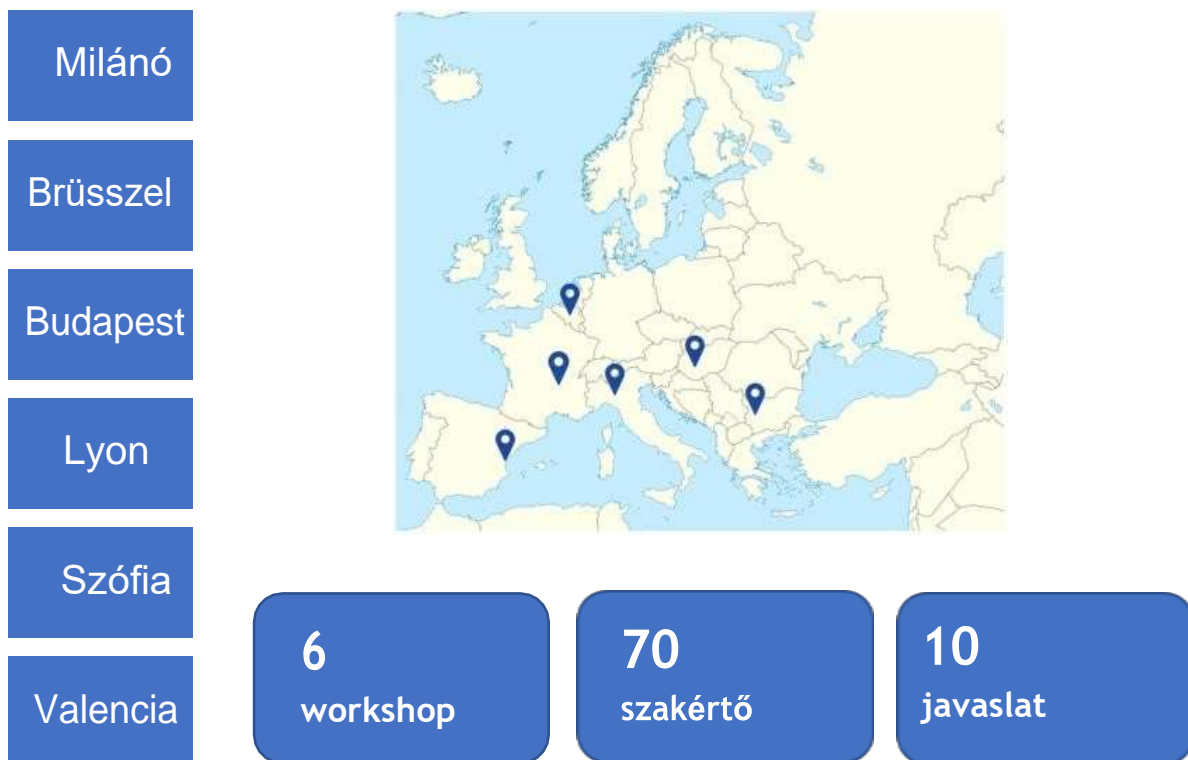 Milánó
Brüsszel
Budapest
Lyon
Szófia
Valencia
6
workshop
70
szakértő
10
javaslat